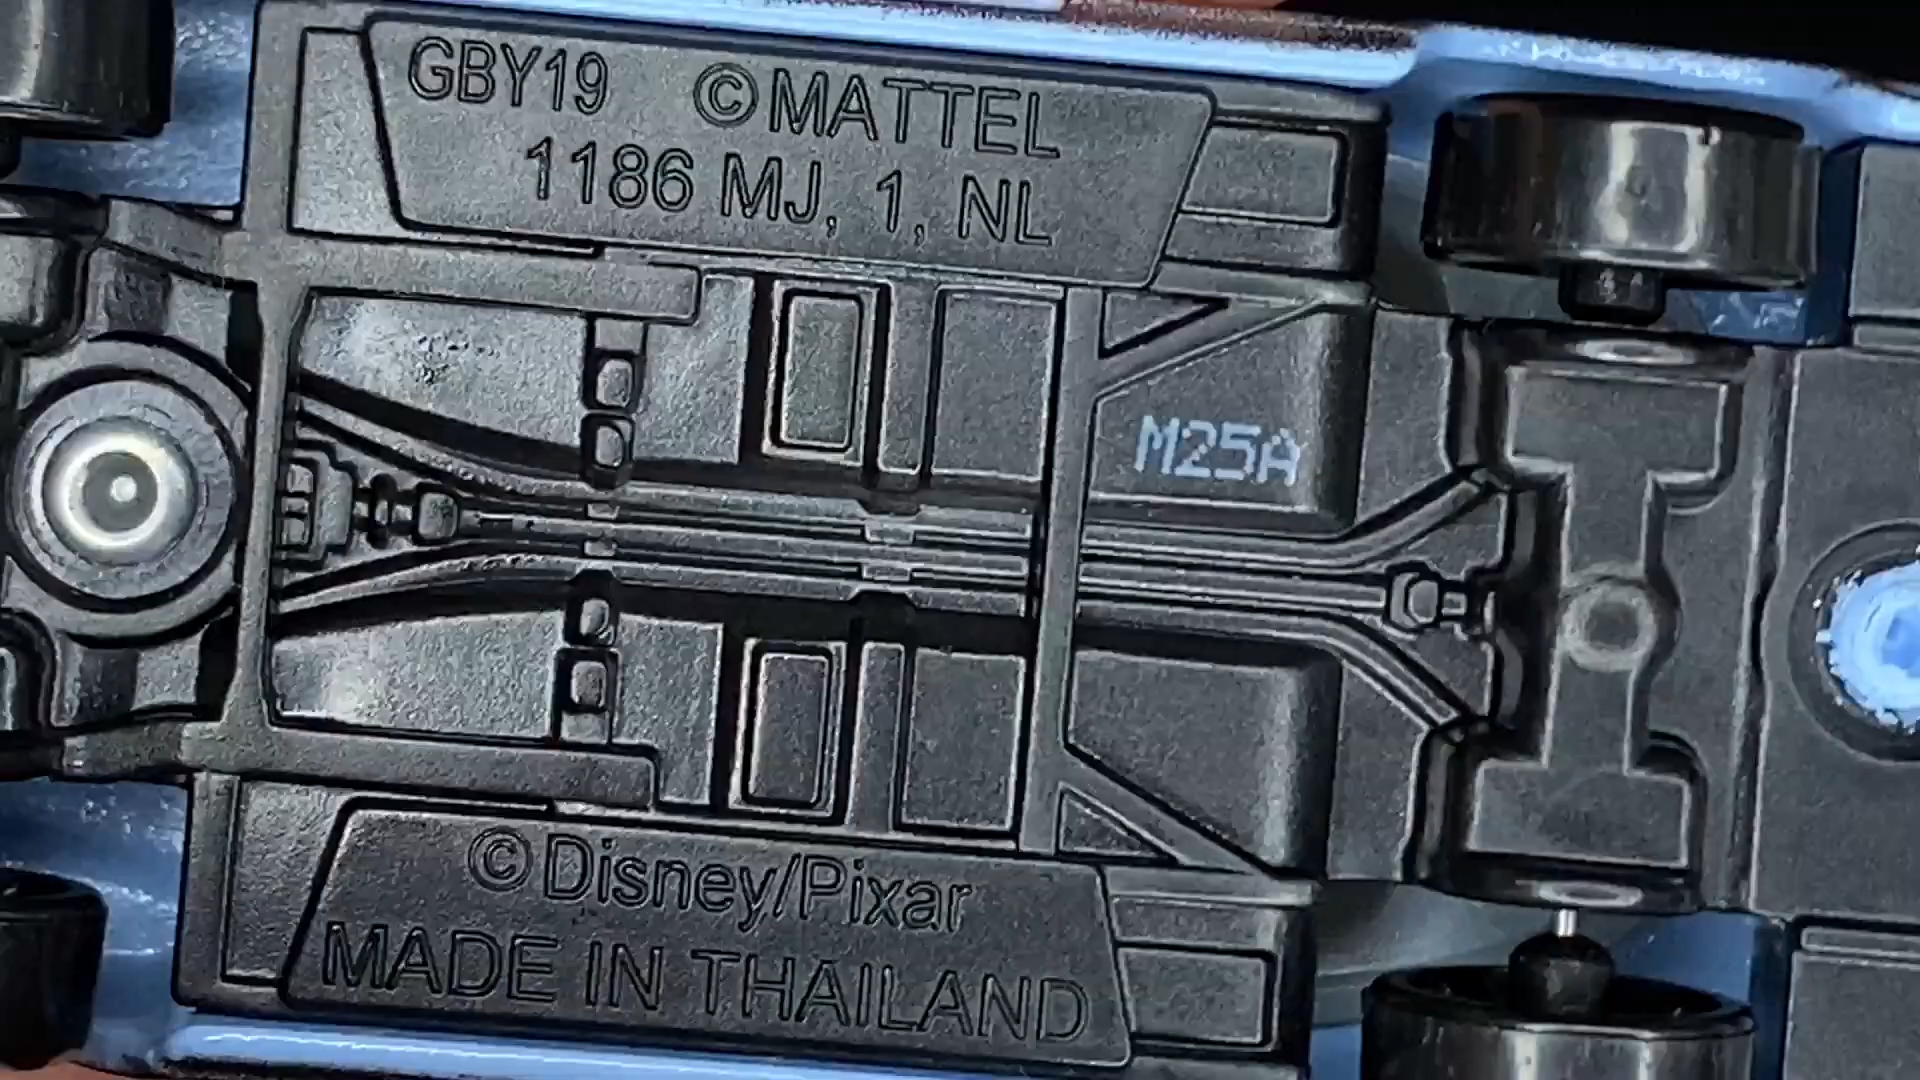 GBY19 ©MATTEL
1186 MJ, 1, NL
M25A
©Disney/Pixar
MADE IN THAILAND